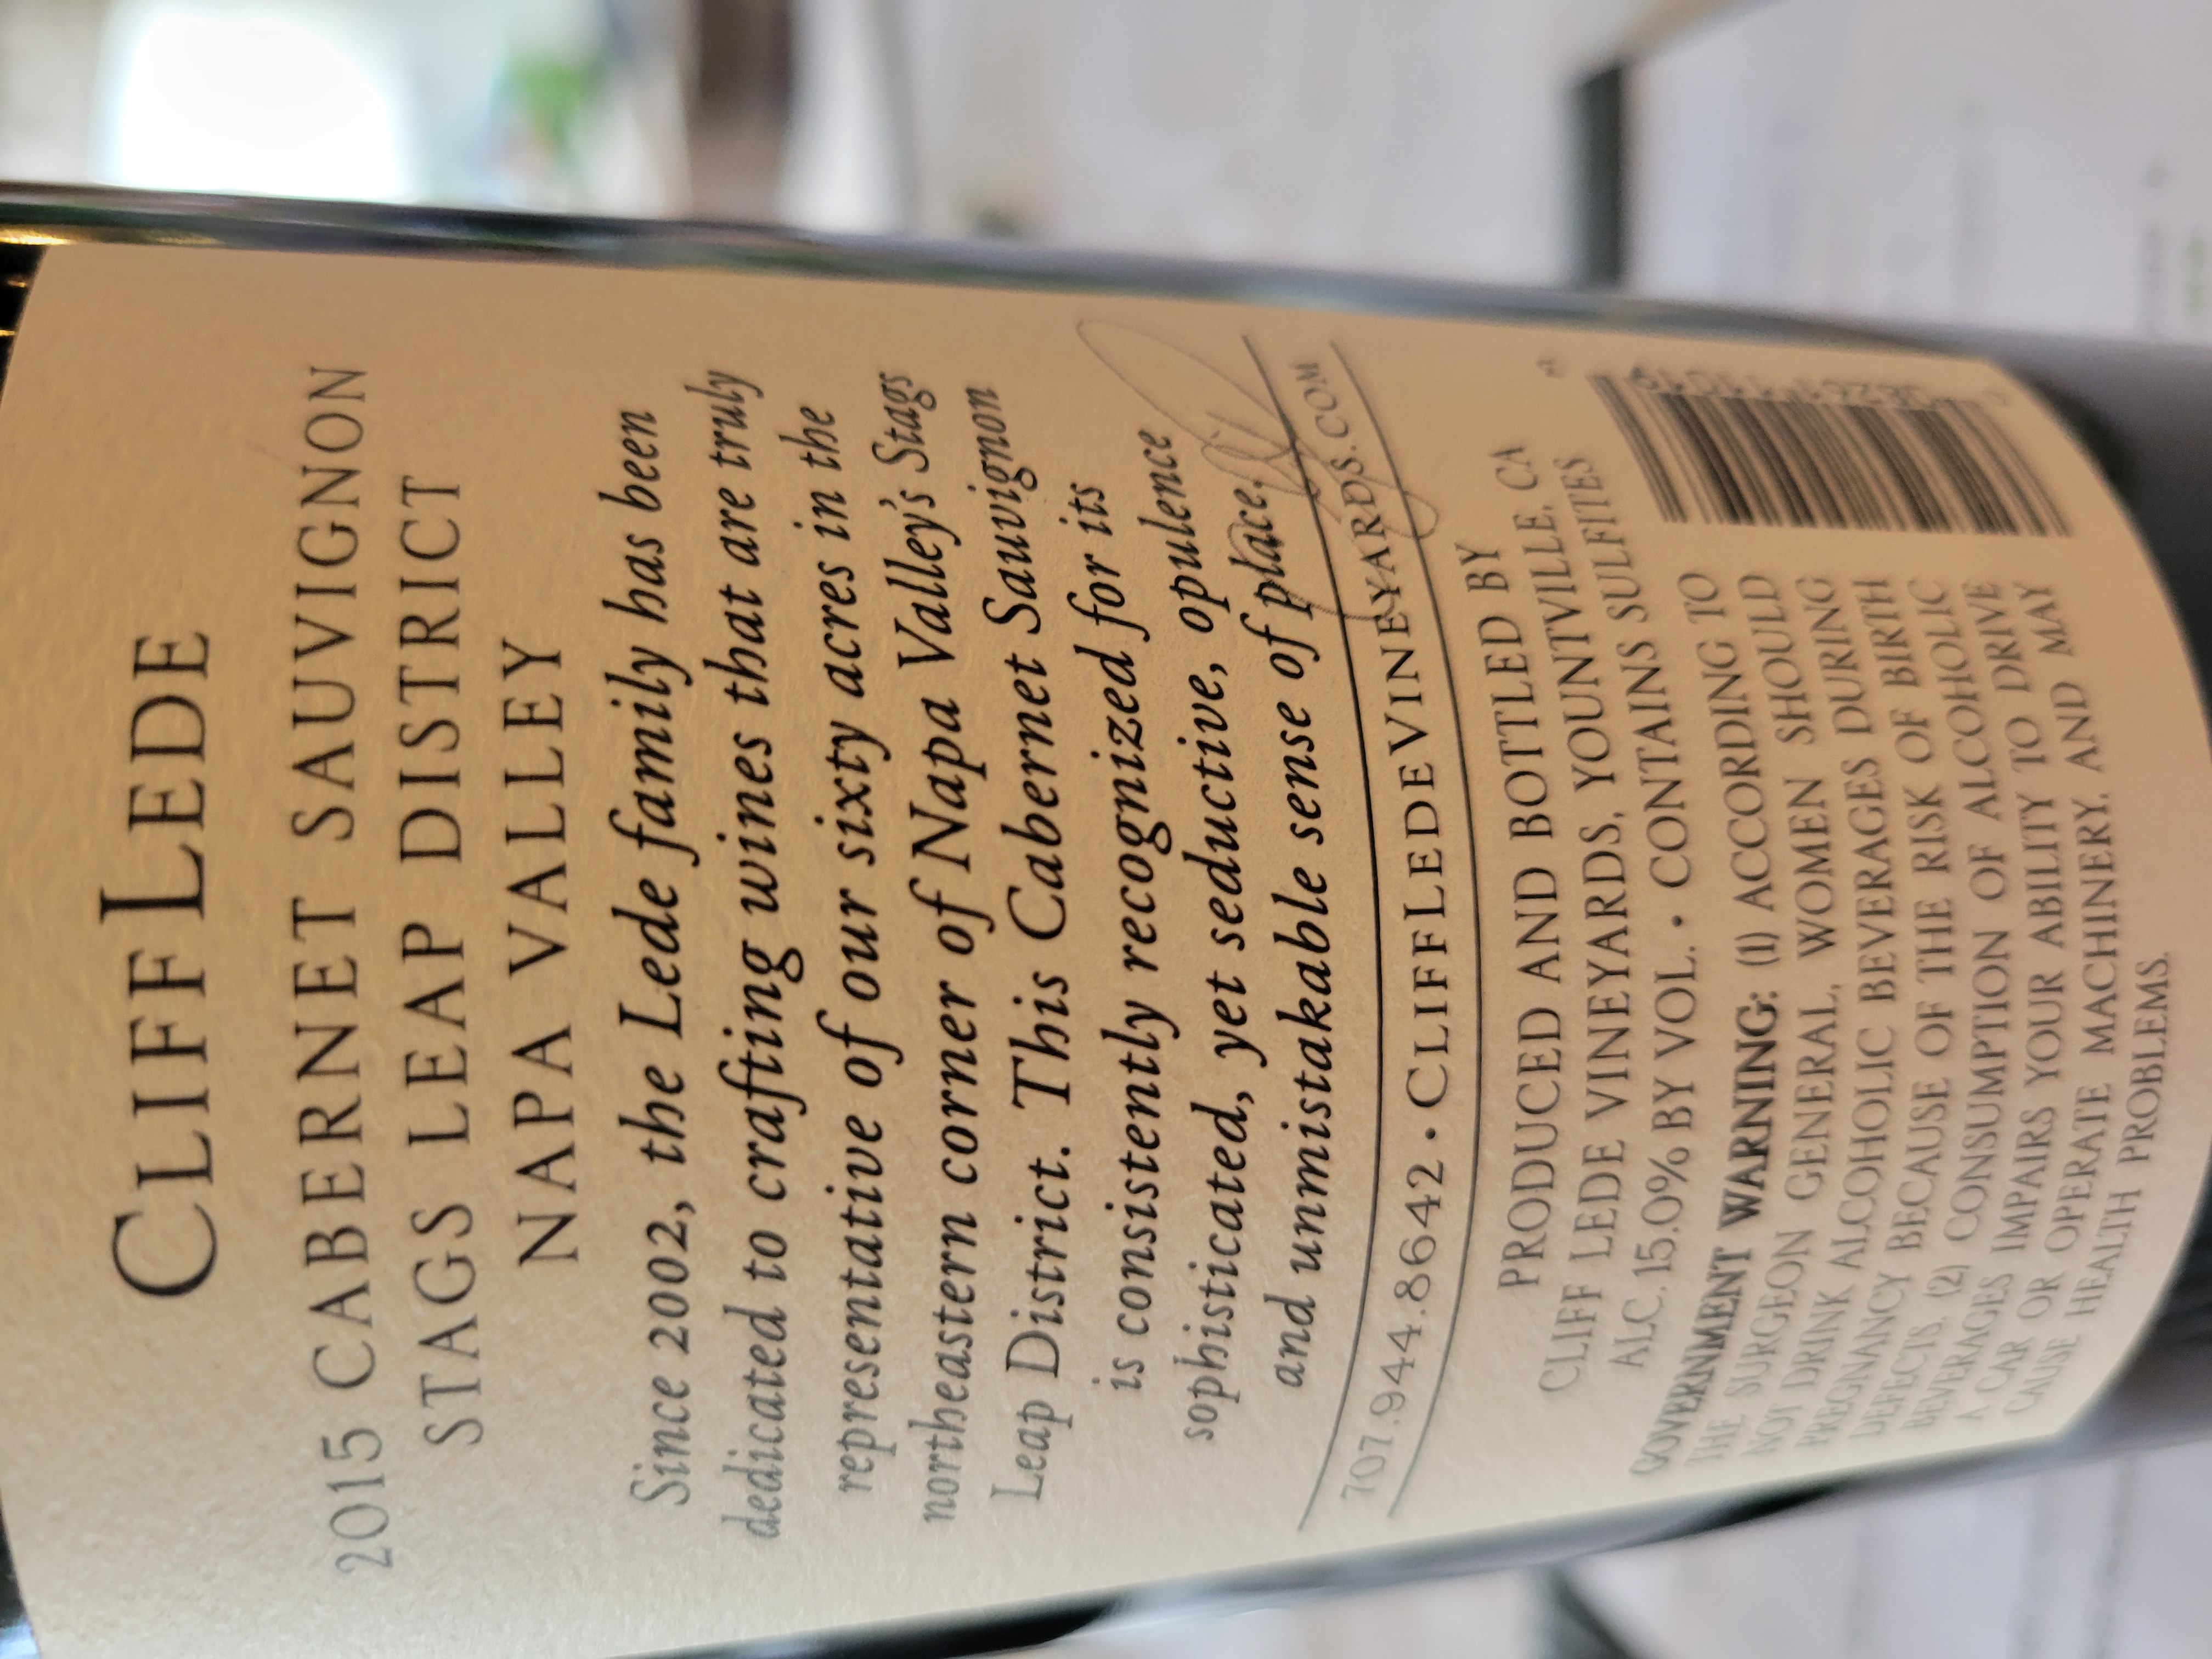 CLIFF LEDE
2015 CABERNET SAUVIGNON
STAGS LEAP DISTRICT
NAPA VALLEY
Since 2002, the Lede family has been
dedicated to crafting wines that are truly
representative of our sixty acres in the
northeastern corner of Napa Valley's Stags
Leap District. This Cabernet Sauvignon
is consistently recognized for its
sophisticated, yet seductive, opulence
and unmistakable sense of place.
707.944.8642 • CLIFFLEDEVINEYARDS.COM
PRODUCED AND BOTTLED BY
CLIFF LEDE VINEYARDS, YOUNTVILLE, CA
ALC. 15.0% BY VOL. • CONTAINS SULFITES
GOVERNMENT WARNING: (1) ACCORDING TO
THE SURGEON GENERAL, WOMEN SHOULD
NOT DRINK ALCOHOLIC BEVERAGES DURING
PREGNANCY BECAUSE OF THE RISK OF BIRTH
DEFECTS. (2) CONSUMPTION OF ALCOHOLIC
BEVERAGES IMPAIRS YOUR ABILITY TO DRIVE
A CAR OR OPERATE MACHINERY, AND MAY
CAUSE HEALTH PROBLEMS.